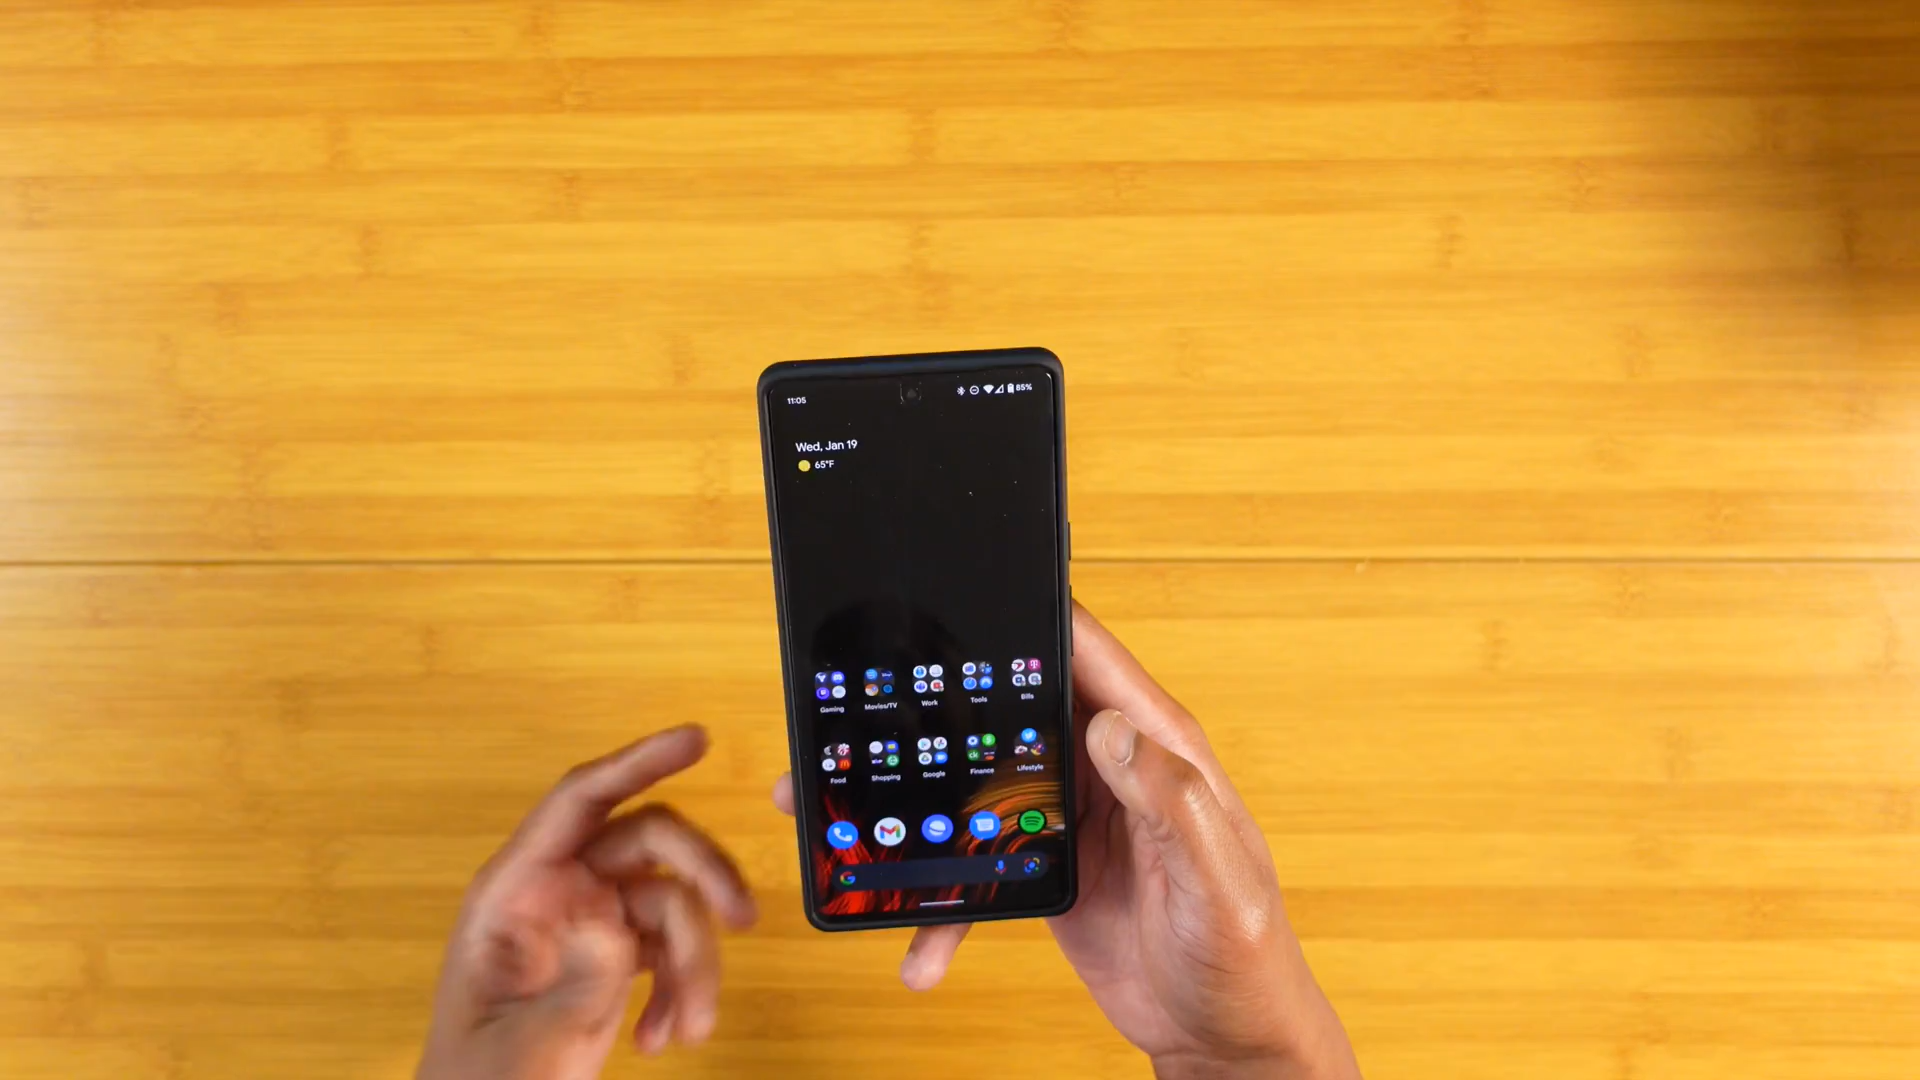 11:05
85%
Wed, Jan 19
65°F
Gaming
Movies/TV
Work
Tools
Bills
Food
Shopping
Google
Finance
Lifestyle